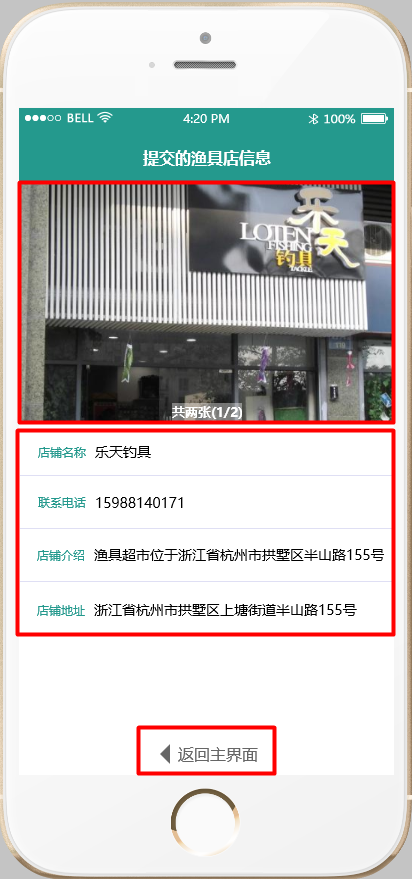 BELL
4:20 PM
100%
提交的渔具店信息
乐天
LOTEN
FISHING
钓具
TACKLE
共两张(1/2)
店铺名称 乐天钓具
联系电话 15988140171
店铺介绍 渔具超市位于浙江省杭州市拱墅区半山路155号
店铺地址 浙江省杭州市拱墅区上塘街道半山路155号
返回主界面